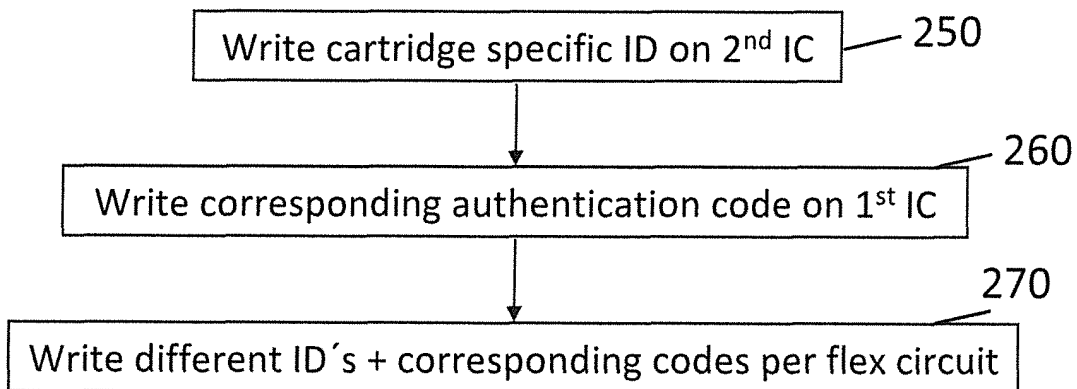 Write cartridge specific ID on 2nd IC
250
Write corresponding authentication code on 1st IC
260
270
Write different ID´s + corresponding codes per flex circuit